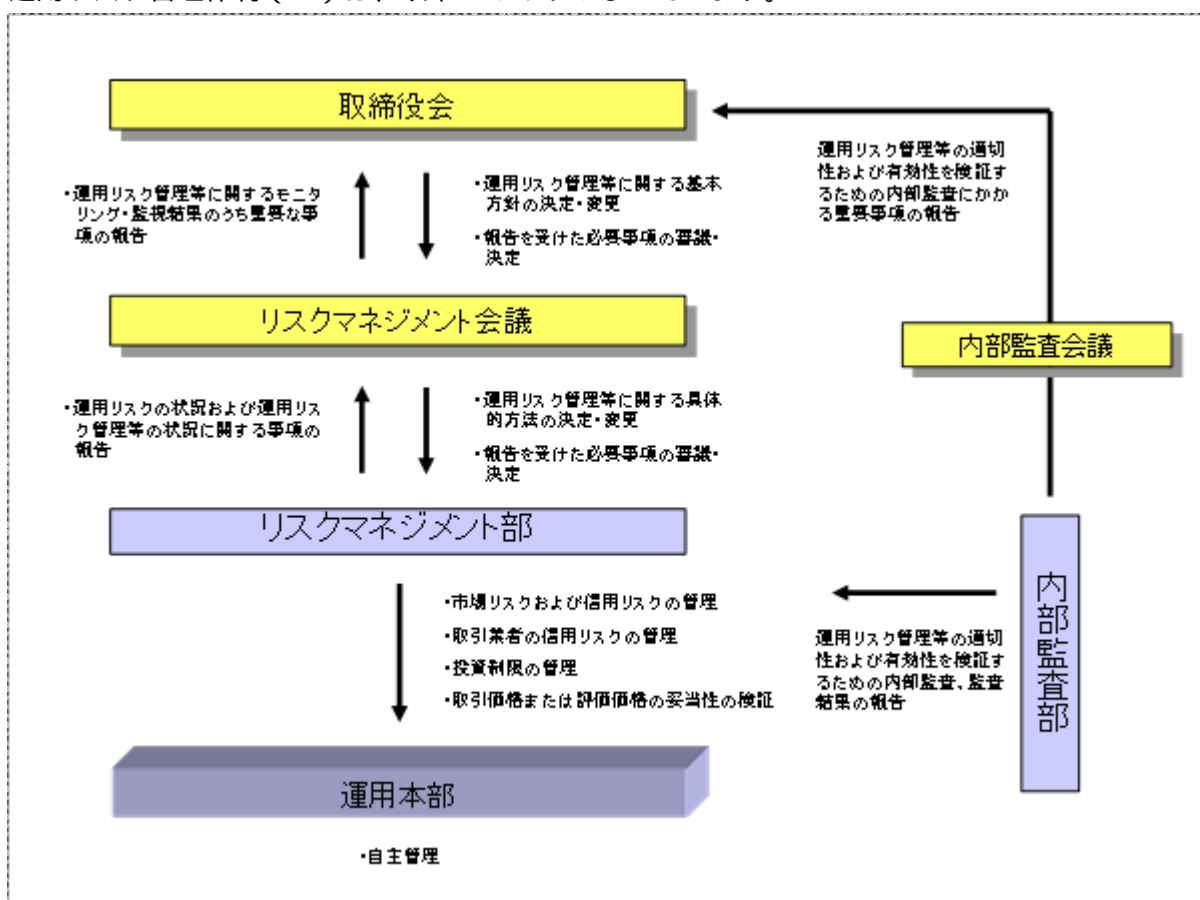 取締役会
・運用リスク管理等に関するモニ
タリング・監視結果のうち重要な事
項の報告
・運用リスク管理等に関する基本
方針の決定・変更
・報告を受けた必要事項の審議・
決定
運用リスク管理等の適切
性および有効性を検証す
るための内部監査にかか
る重要事項の報告
リスクマネジメント会議
内部監査会議
・運用リスクの状況および運用リス
ク管理等の状況に関する事項の
報告
・運用リスク管理等に関する具体
的方法の決定・変更
・報告を受けた必要事項の審議・
決定
リスクマネジメント部
・市場リスクおよび信用リスクの管理
・取引業者の信用リスクの管理
・投資制限の管理
・取引価格または評価価格の妥当性の検証
運用リスク管理等の適切
性および有効性を検証す
るための内部監査、監査
結果の報告
内部監査部
運用本部
・自主管理